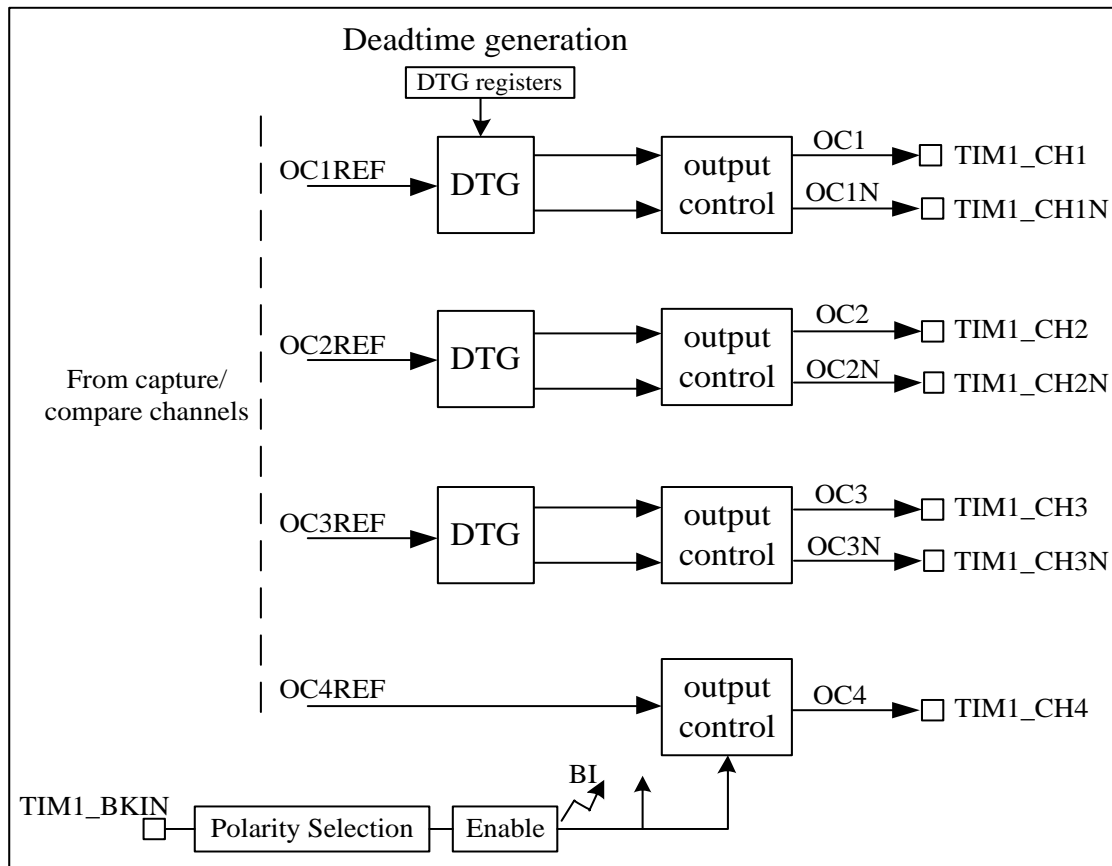 Deadtime generation
DTG registers
OC1REF
DTG
output
control
OC1
TIM1_CH1
OC1N
TIM1_CH1N
OC2REF
DTG
output
control
OC2
TIM1_CH2
OC2N
TIM1_CH2N
From capture/
compare channels
OC3REF
DTG
output
control
OC3
TIM1_CH3
OC3N
TIM1_CH3N
OC4REF
output
control
OC4
TIM1_CH4
BI
TIM1_BKIN
Polarity Selection
Enable